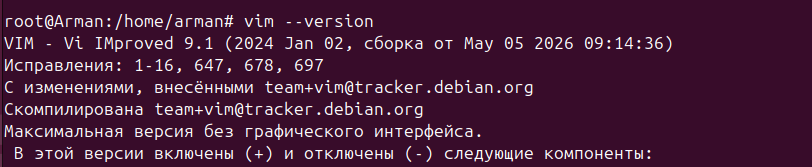 root@Arman:/home/arman# vim --version
VIM - Vi IMproved 9.1 (2024 Jan 02, сборка от May 05 2026 09:14:36)
Исправления: 1-16, 647, 678, 697
С изменениями, внесёнными team+vim@tracker.debian.org
Скомпилирована team+vim@tracker.debian.org
Максимальная версия без графического интерфейса.
 В этой версии включены (+) и отключены (-) следующие компоненты: